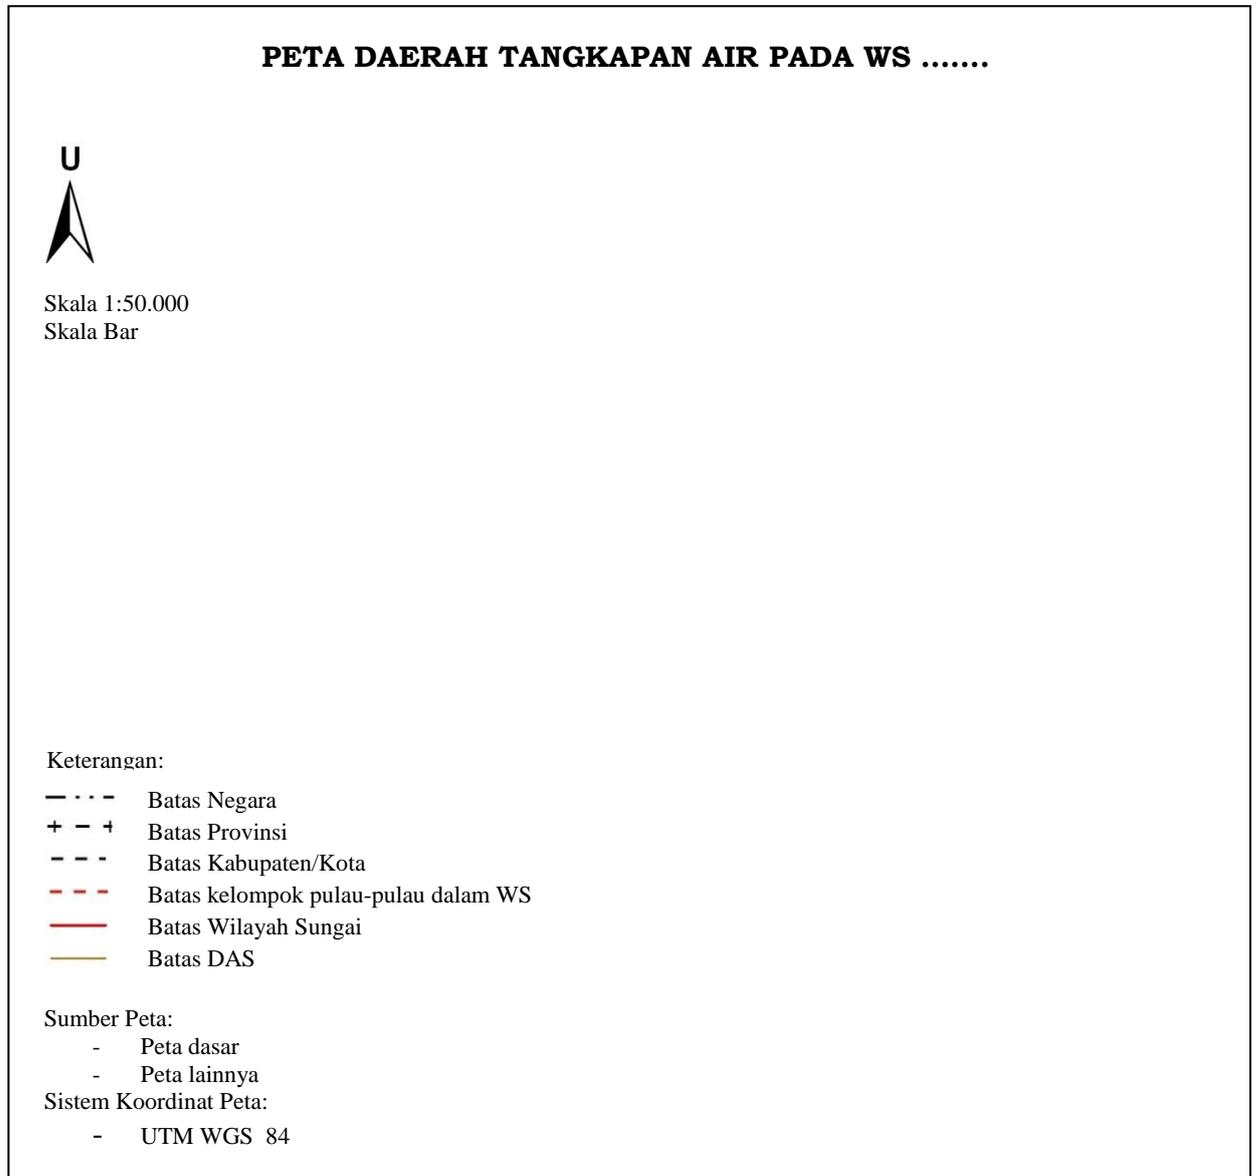 PETA DAERAH TANGKAPAN AIR PADA WS .......
U
Skala 1:50.000
Skala Bar
Keterangan:
Batas Negara
Batas Provinsi
Batas Kabupaten/Kota
Batas kelompok pulau-pulau dalam WS
Batas Wilayah Sungai
Batas DAS
Sumber Peta:
- Peta dasar
- Peta lainnya
Sistem Koordinat Peta:
- UTM WGS 84